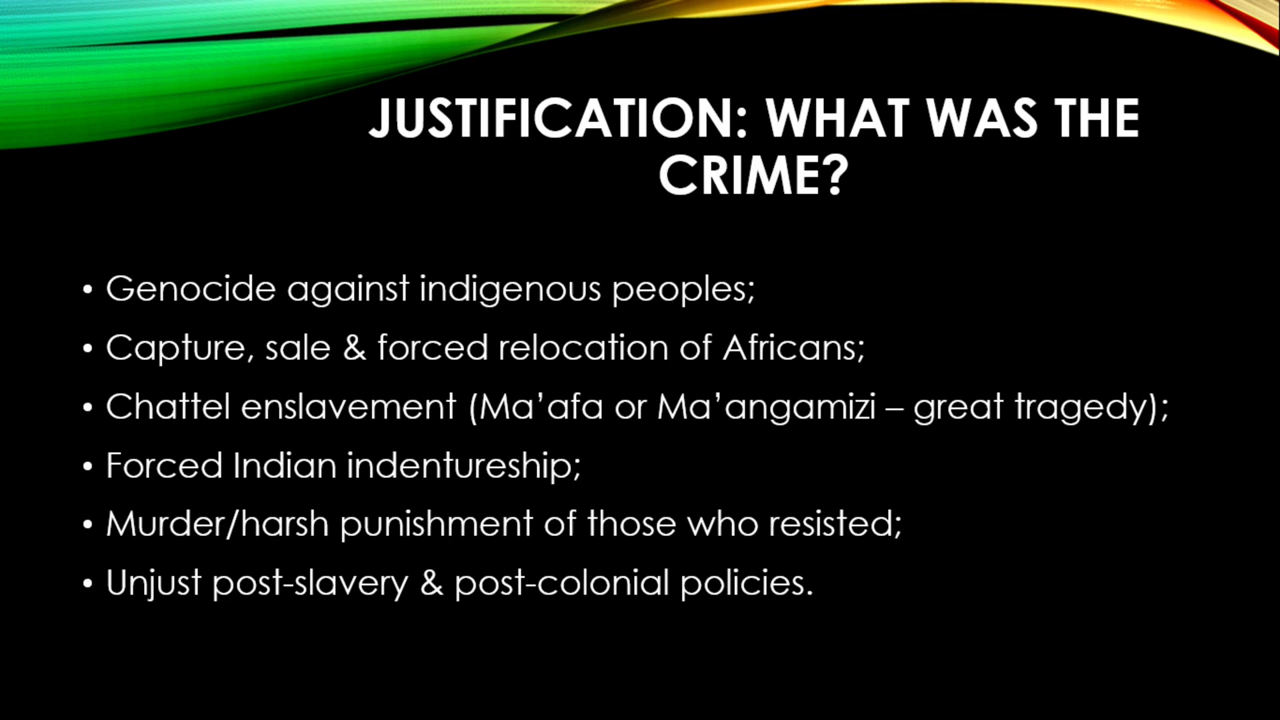 JUSTIFICATION: WHAT WAS THE
CRIME?
• Genocide against indigenous peoples;
• Capture, sale & forced relocation of Africans;
• Chattel enslavement (Ma’afa or Ma’angamizi – great tragedy);
• Forced Indian indentureship;
• Murder/harsh punishment of those who resisted;
• Unjust post-slavery & post-colonial policies.